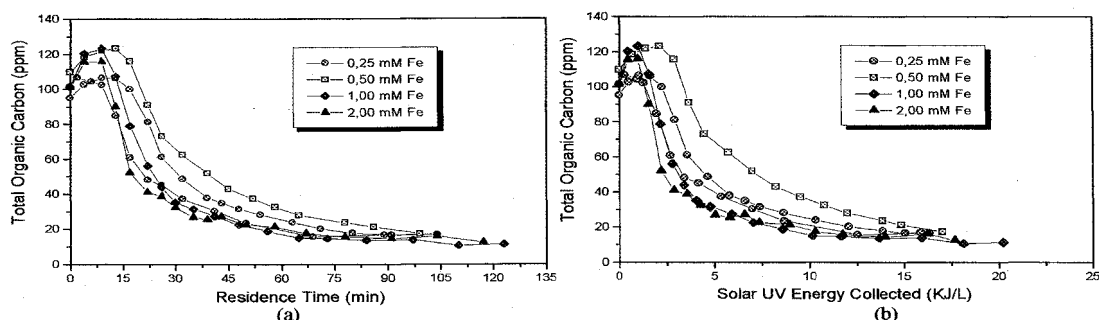 140
120
100
80
60
40
20
0
Total Organic Carbon (ppm)
0,25 mM Fe
0,50 mM Fe
1,00 mM Fe
2,00 mM Fe
0 15 30 45 60 75 90 105 120 135
Residence Time (min)
(a)
140
120
100
80
60
40
20
0
Total Organic Carbon (ppm)
0,25 mM Fe
0,50 mM Fe
1,00 mM Fe
2,00 mM Fe
0 5 10 15 20 25
Solar UV Energy Collected (KJ/L)
(b)